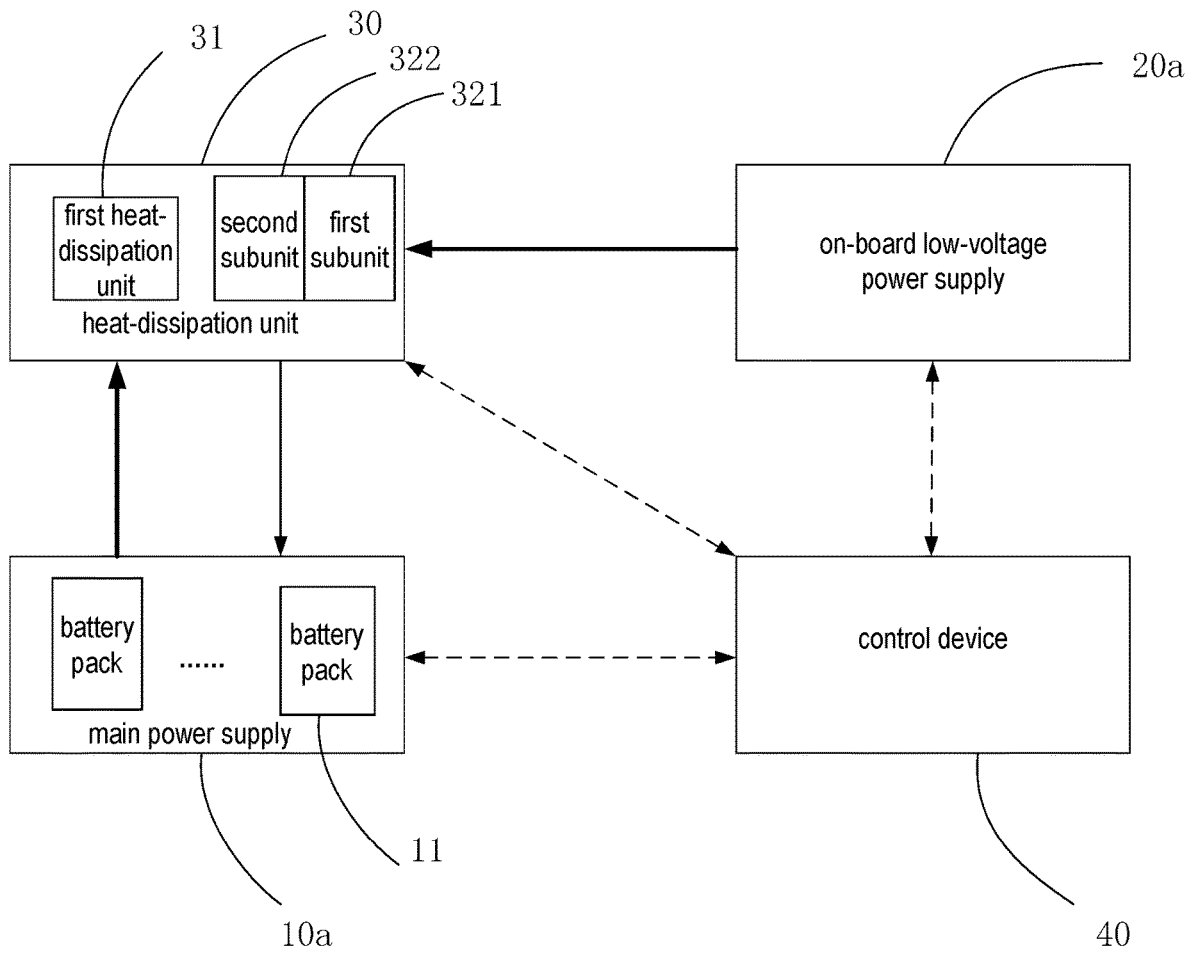 31
30
322
321
20a
first heat-
dissipation
unit
second
subunit
first
subunit
heat-dissipation unit
on-board low-voltage
power supply
battery
pack
......
battery
pack
main power supply
control device
11
10a
40